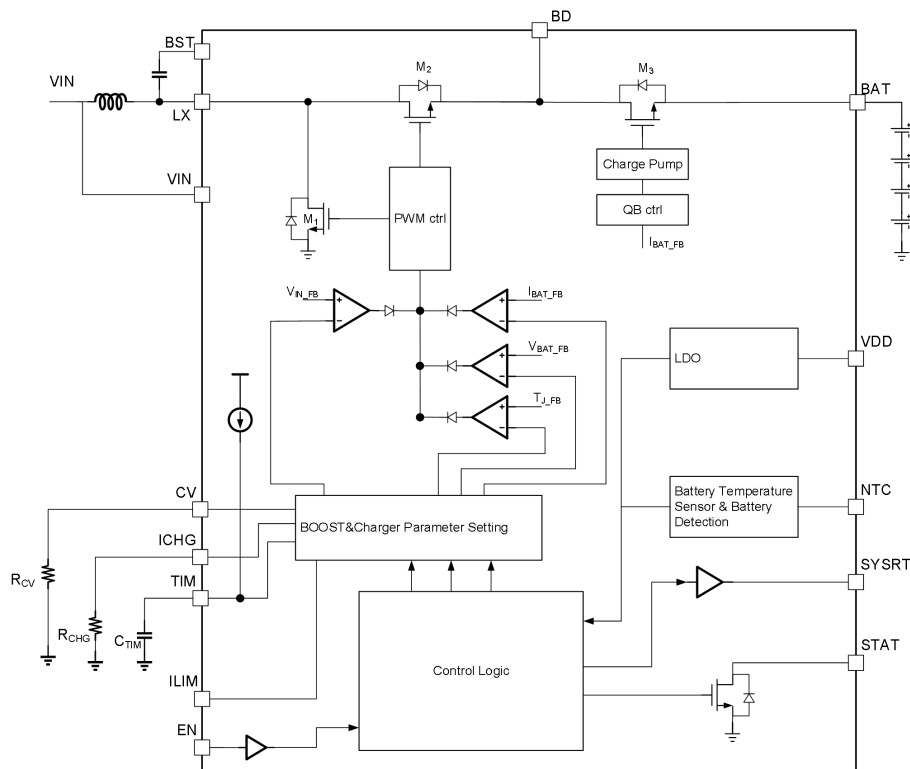 BD
BST
VIN
M2
M3
LX
BAT
VIN
Charge Pump
M1
PWM ctrl
QB ctrl
IBAT_FB
VIN_FB
IBAT_FB
VBAT_FB
VDD
LDO
TJ_FB
CV
Battery Temperature
Sensor & Battery
Detection
NTC
BOOST&Charger Parameter Setting
ICHG
SYSRT
RCV
TIM
RCHG
CTIM
STAT
Control Logic
ILIM
EN